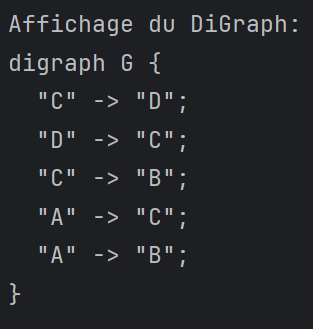 Affichage du DiGraph:
digraph G {
  "C" -> "D";
  "D" -> "C";
  "C" -> "B";
  "A" -> "C";
  "A" -> "B";
}